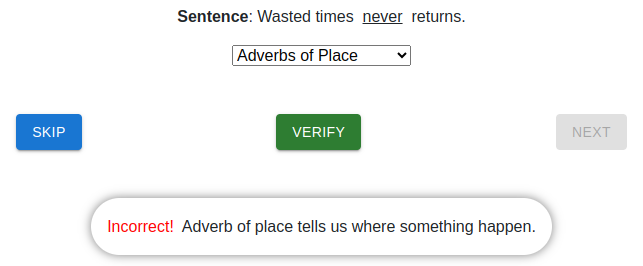 Sentence: Wasted times never returns.
Adverbs of Place
SKIP VERIFY NEXT
Incorrect! Adverb of place tells us where something happen.